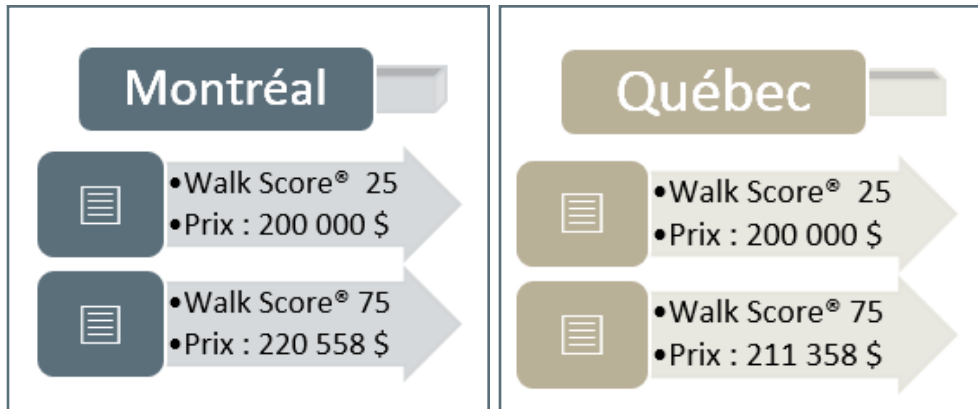 Montréal
•Walk Score® 25
•Prix : 200 000 $
•Walk Score® 75
•Prix : 220 558 $
Québec
•Walk Score® 25
•Prix : 200 000 $
•Walk Score® 75
•Prix : 211 358 $